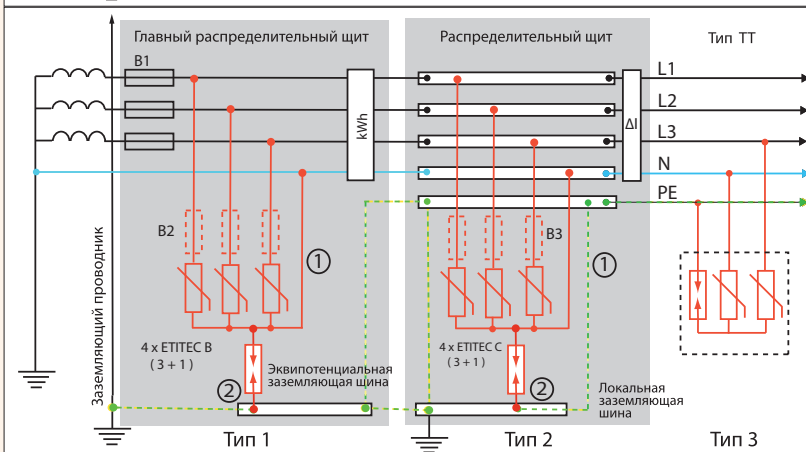 Главный распределительный щит
Распределительный щит
Тип ТТ
B1
L1
L2
kWh
ΔI
L3
N
PE
B2
B3
1
1
4 x ETITEC B
( 3 + 1 )
4 x ETITEC C
( 3 + 1 )
Эквипотенциальная
заземляющая шина
2
2
Локальная
заземляющая
шина
Заземляющий проводник
Тип 1
Тип 2
Тип 3